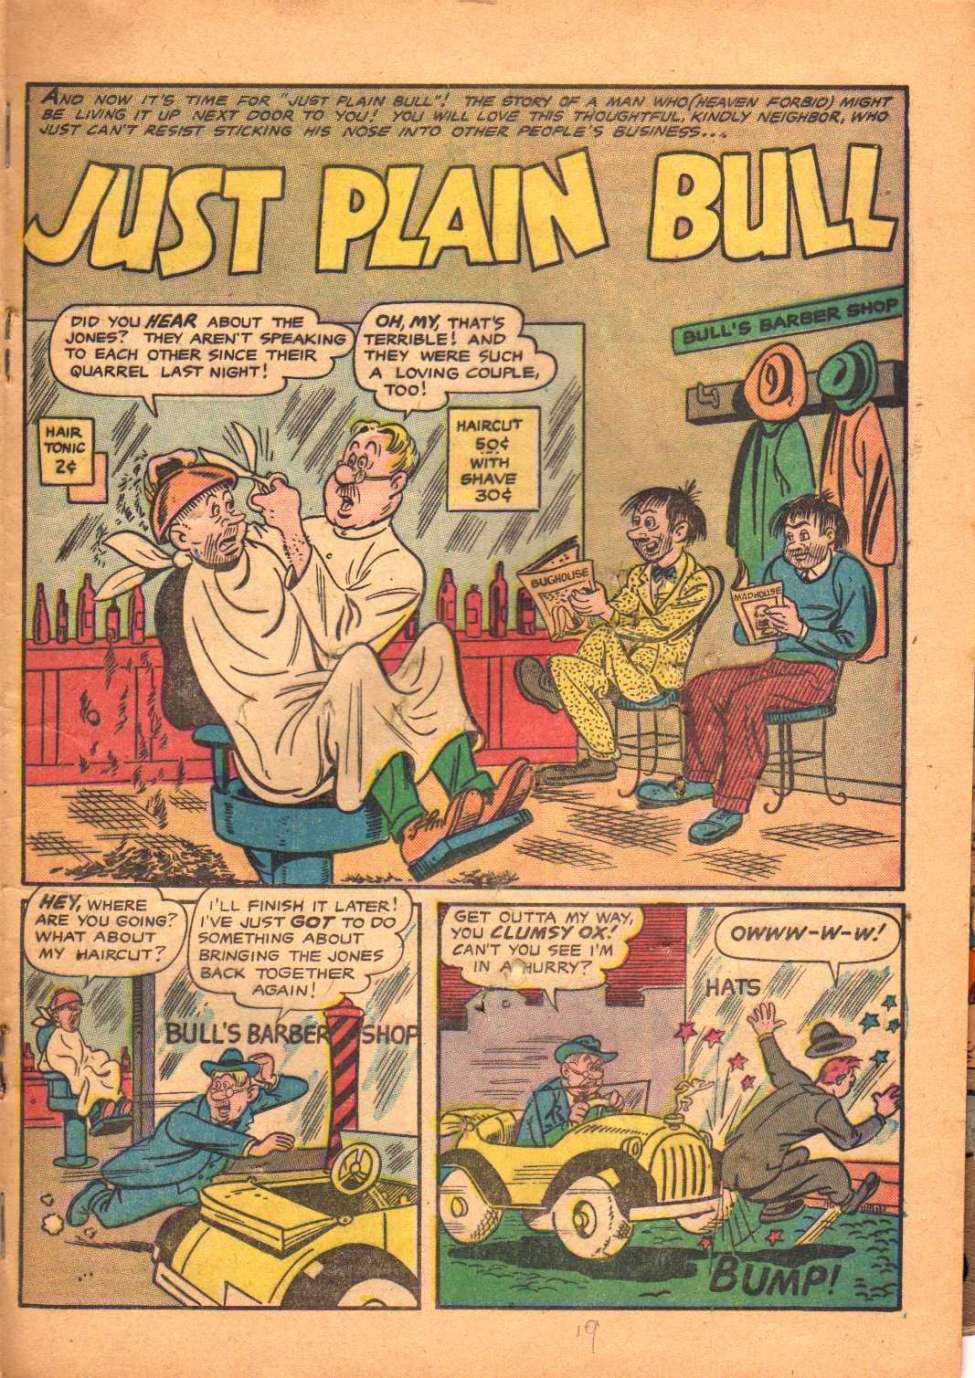 AND NOW IT'S TIME FOR "JUST PLAIN BULL"! THE STORY OF A MAN WHO (HEAVEN FORBID) MIGHT
BE LIVING IT UP NEXT DOOR TO YOU! YOU WILL LOVE THIS THOUGHTFUL, KINDLY NEIGHBOR, WHO
JUST CAN'T RESIST STICKING HIS NOSE INTO OTHER PEOPLE'S BUSINESS...
JUST PLAIN BULL
DID YOU HEAR ABOUT THE
JONES? THEY AREN'T SPEAKING
TO EACH OTHER SINCE THEIR
QUARREL LAST NIGHT!
OH, MY, THAT'S
TERRIBLE! AND
THEY WERE SUCH
A LOVING COUPLE,
TOO!
BULL'S BARBER SHOP
HAIR
TONIC
2¢
HAIRCUT
50¢
WITH
SHAVE
30¢
BUGHOUSE
MADHOUSE
HEY, WHERE
ARE YOU GOING?
WHAT ABOUT
MY HAIRCUT?
I'LL FINISH IT LATER!
I'VE JUST GOT TO DO
SOMETHING ABOUT
BRINGING THE JONES
BACK TOGETHER
AGAIN!
BULL'S BARBER SHOP
GET OUTTA MY WAY,
YOU CLUMSY OX!
CAN'T YOU SEE I'M
IN A HURRY?
OWWW-W-W!
HATS
BUMP!
19